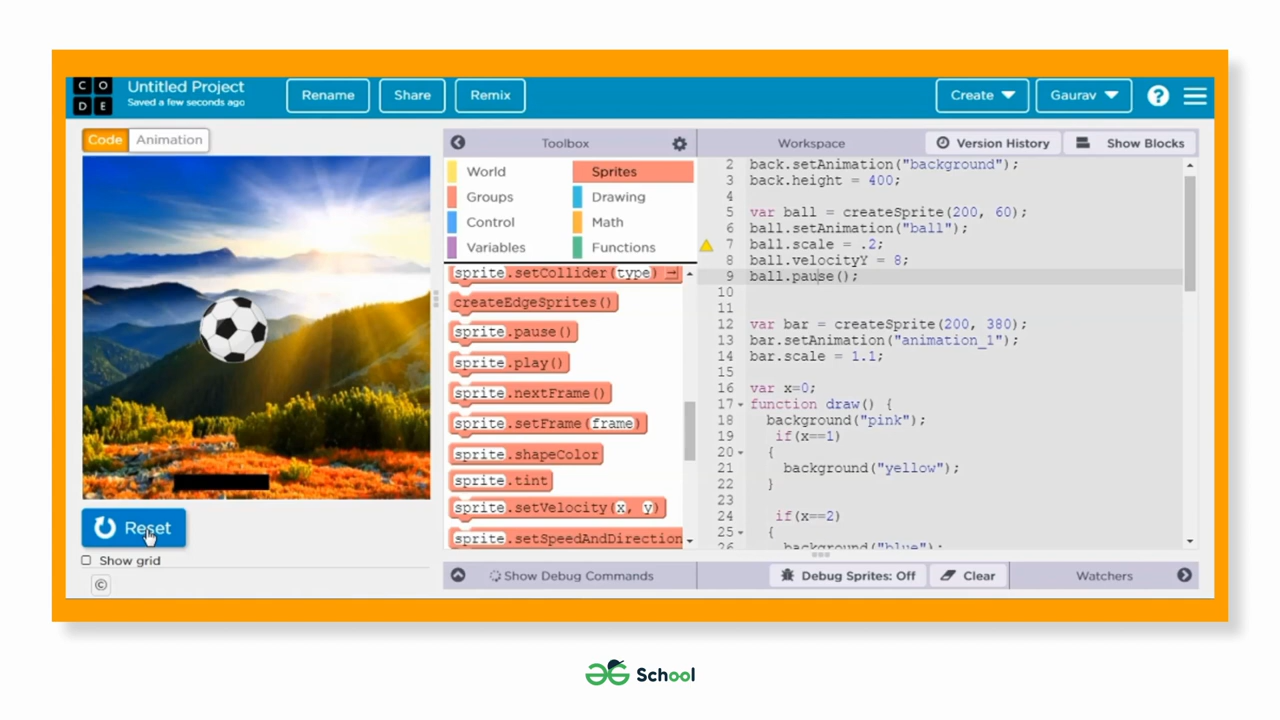 C O
D E
Untitled Project
Saved a few seconds ago
Rename
Share
Remix
Create
Gaurav
?
Code
Animation
Toolbox
Workspace
Version History
Show Blocks
World
Sprites
Groups
Drawing
Control
Math
Variables
Functions
sprite.setCollider(type)
createEdgeSprites()
sprite.pause()
sprite.play()
sprite.nextFrame()
sprite.setFrame(frame)
sprite.shapeColor
sprite.tint
sprite.setVelocity(x, y)
sprite.setSpeedAndDirection
2 back.setAnimation("background");
3 back.height = 400;
4
5 var ball = createSprite(200, 60);
6 ball.setAnimation("ball");
7 ball.scale = .2;
8 ball.velocityY = 8;
9 ball.pause();
10
11
12 var bar = createSprite(200, 380);
13 bar.setAnimation("animation_1");
14 bar.scale = 1.1;
15
16 var x=0;
17 function draw() {
18 background("pink");
19 if(x==1)
20 {
21 background("yellow");
22 }
23
24 if(x==2)
25 {
26 background("blue");
Reset
Show grid
©
Show Debug Commands
Debug Sprites: Off
Clear
Watchers
School